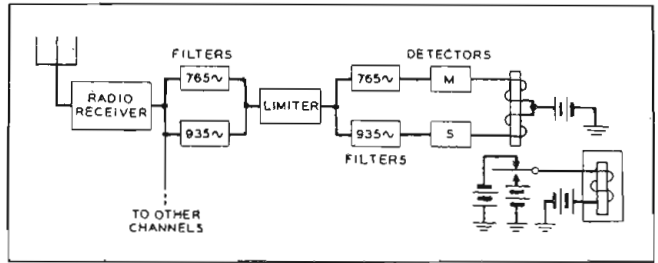 FILTERS
DETECTORS
765~
765~
M
RADIO
RECEIVER
LIMITER
935~
935~
S
FILTERS
TO OTHER
CHANNELS